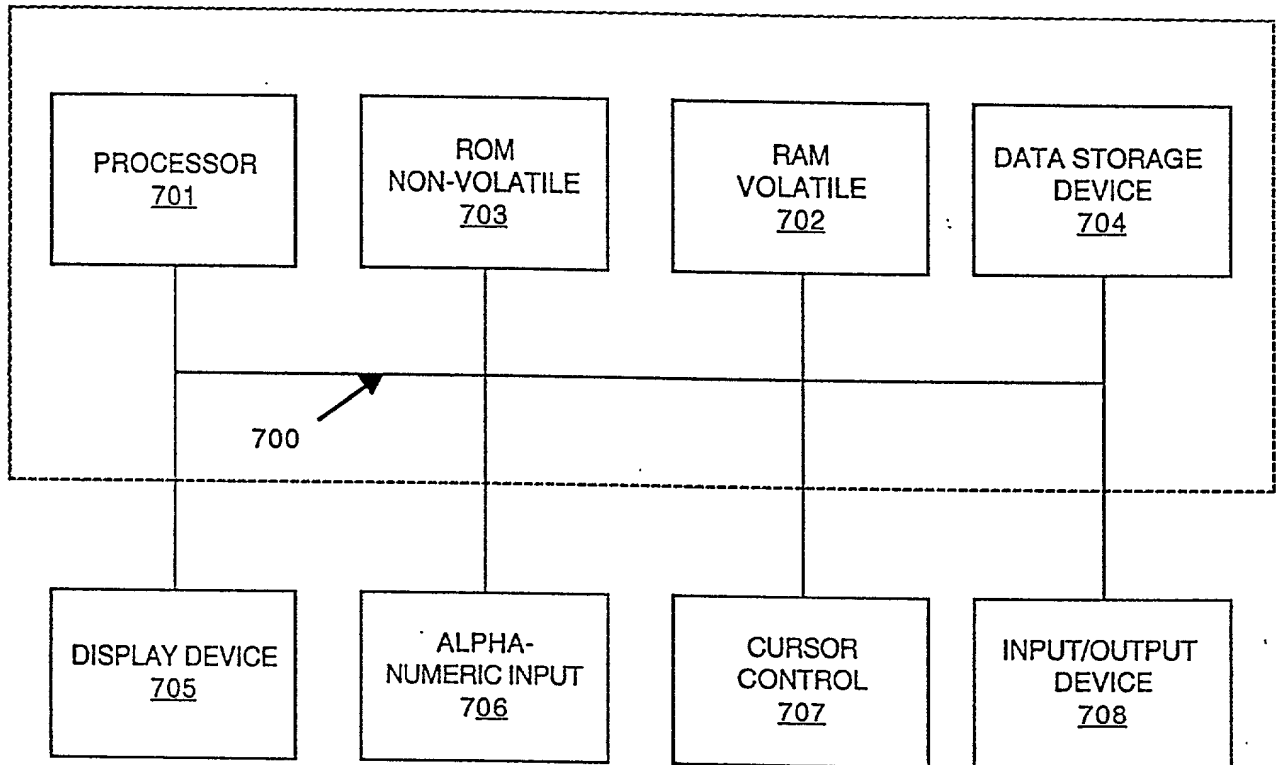 PROCESSOR
701
ROM
NON-VOLATILE
703
RAM
VOLATILE
702
DATA STORAGE
DEVICE
704
700
DISPLAY DEVICE
705
ALPHA-
NUMERIC INPUT
706
CURSOR
CONTROL
707
INPUT/OUTPUT
DEVICE
708